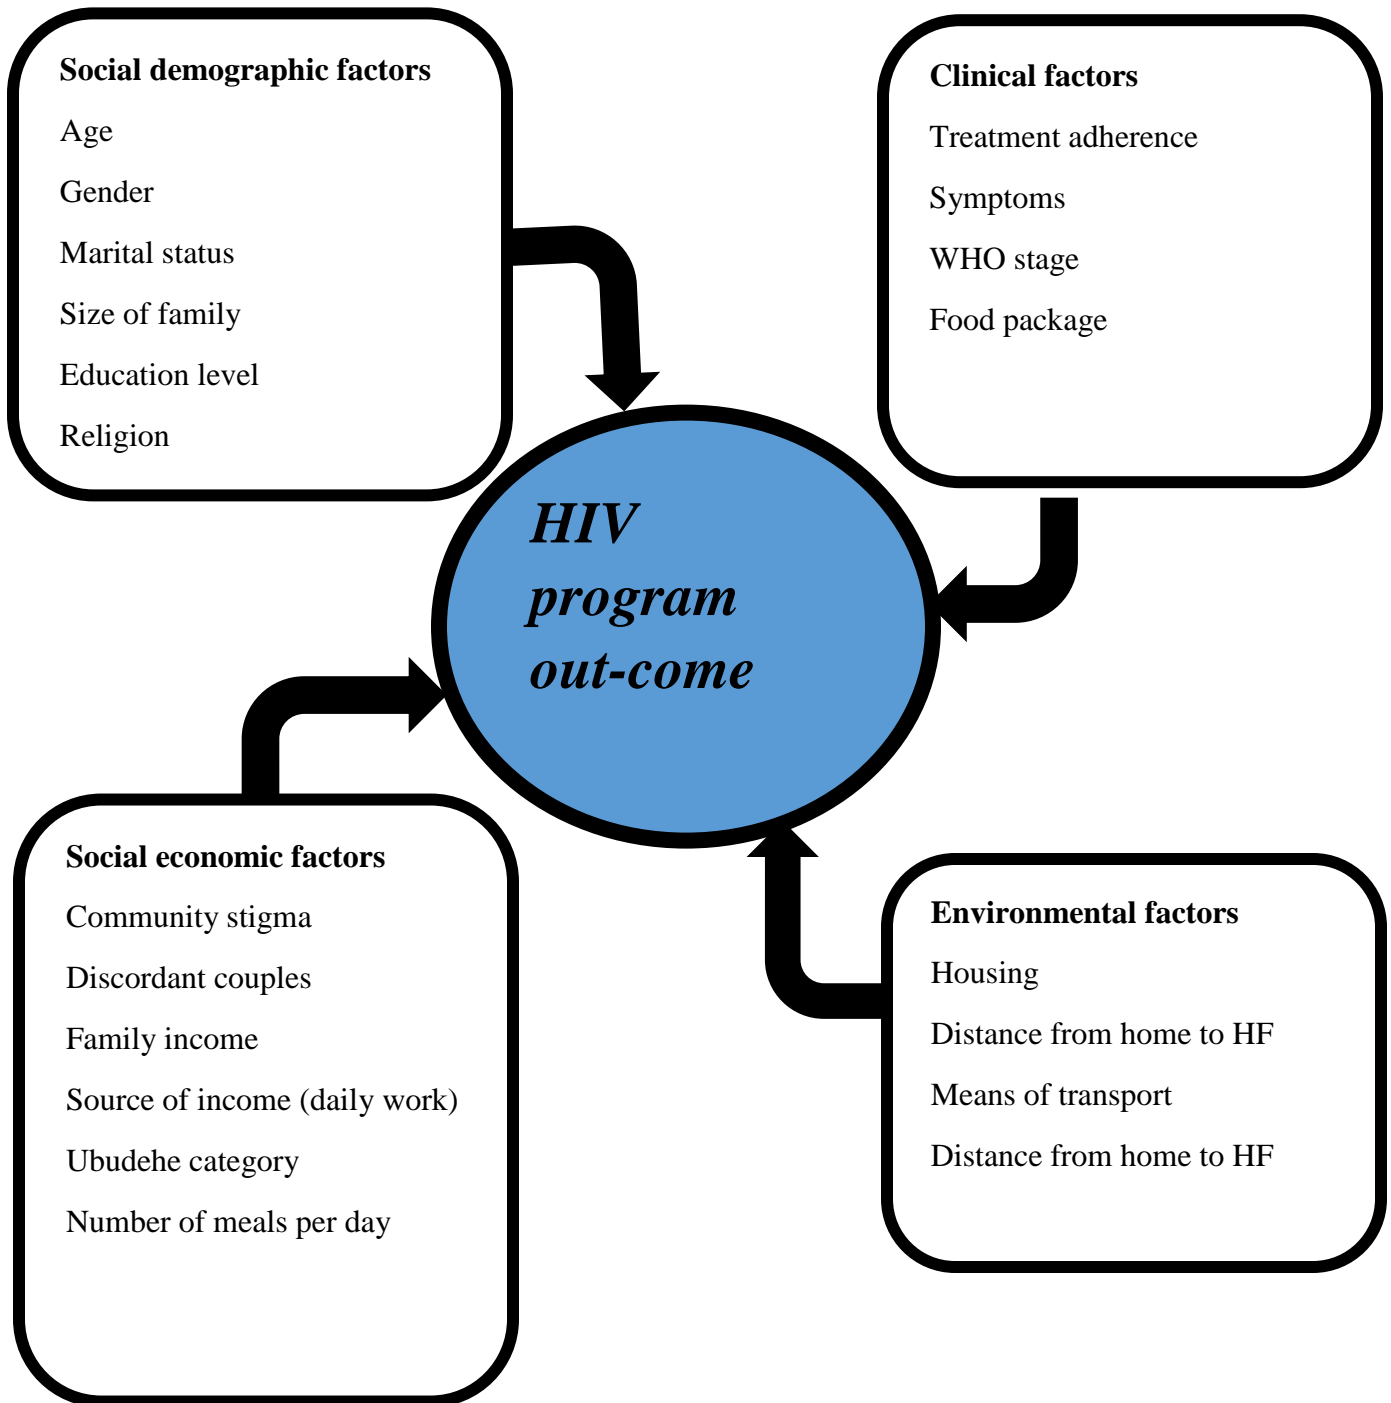 Social demographic factors
Age
Gender
Marital status
Size of family
Education level
Religion
Clinical factors
Treatment adherence
Symptoms
WHO stage
Food package
HIV
program
out-come
Social economic factors
Community stigma
Discordant couples
Family income
Source of income (daily work)
Ubudehe category
Number of meals per day
Environmental factors
Housing
Distance from home to HF
Means of transport
Distance from home to HF